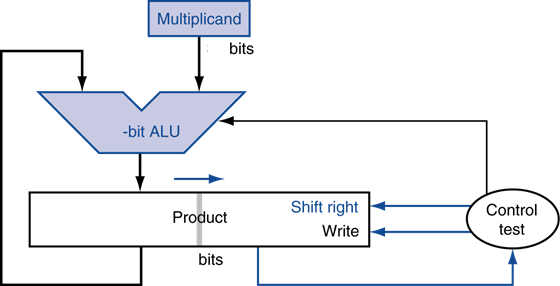 Multiplicand
bits
-bit ALU
Shift right
Product
Write
Control
test
bits